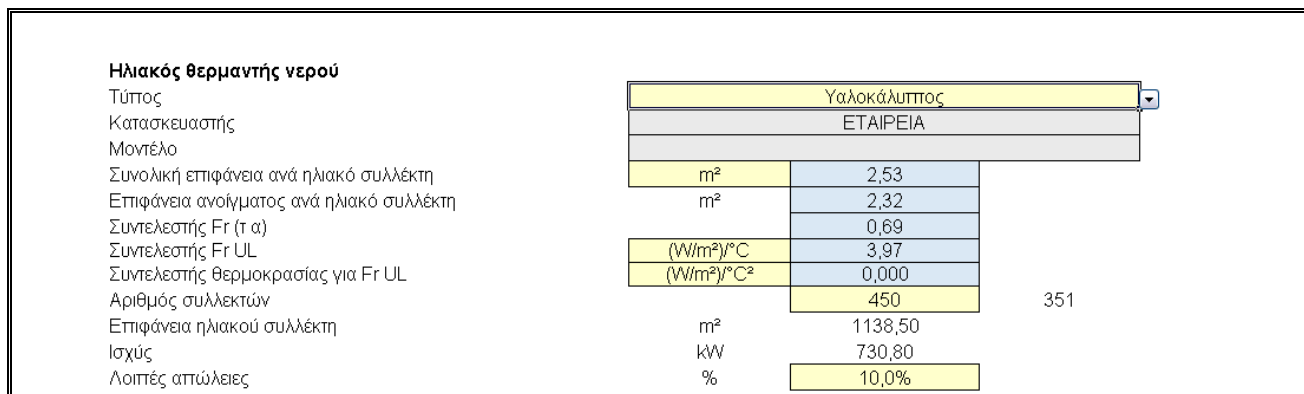 Ηλιακός θερμαντής νερού
Τύπος Υαλοκάλυπτος
Κατασκευαστής ΕΤΑΙΡΕΙΑ
Μοντέλο
Συνολική επιφάνεια ανά ηλιακό συλλέκτη m² 2,53
Επιφάνεια ανοίγματος ανά ηλιακό συλλέκτη m² 2,32
Συντελεστής Fr (τ α) 0,69
Συντελεστής Fr UL (W/m²)/°C 3,97
Συντελεστής θερμοκρασίας για Fr UL (W/m²)/°C² 0,000
Αριθμός συλλεκτών 450 351
Επιφάνεια ηλιακού συλλέκτη m² 1138,50
Ισχύς kW 730,80
Λοιπές απώλειες % 10,0%